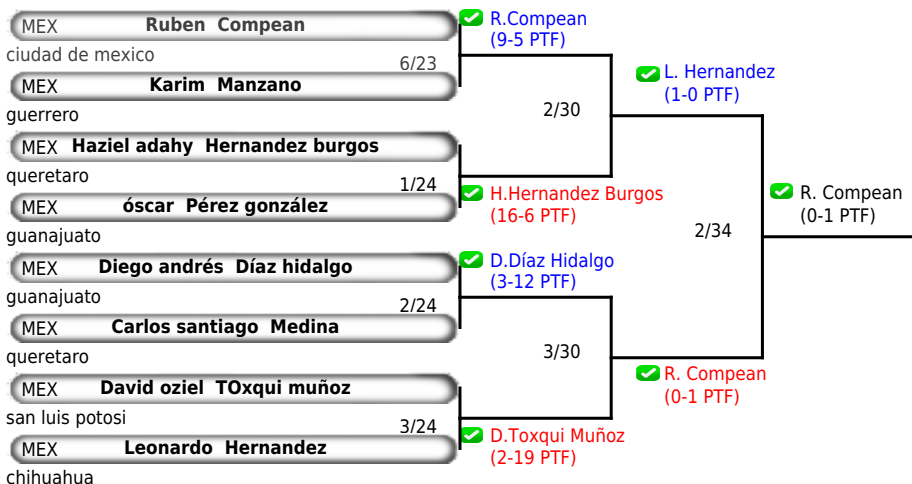 MEX Ruben Compean
ciudad de mexico
6/23
MEX Karim Manzano
guerrero
MEX Haziel adahy Hernandez burgos
queretaro
1/24
MEX óscar Pérez gonzález
guanajuato
MEX Diego andrés Díaz hidalgo
guanajuato
2/24
MEX Carlos santiago Medina
queretaro
MEX David oziel TOxqui muñoz
san luis potosi
3/24
MEX Leonardo Hernandez
chihuahua
R.Compean
(9-5 PTF)
2/30
H.Hernandez Burgos
(16-6 PTF)
D.Díaz Hidalgo
(3-12 PTF)
3/30
D.Toxqui Muñoz
(2-19 PTF)
L. Hernandez
(1-0 PTF)
2/34
R. Compean
(0-1 PTF)
R. Compean
(0-1 PTF)